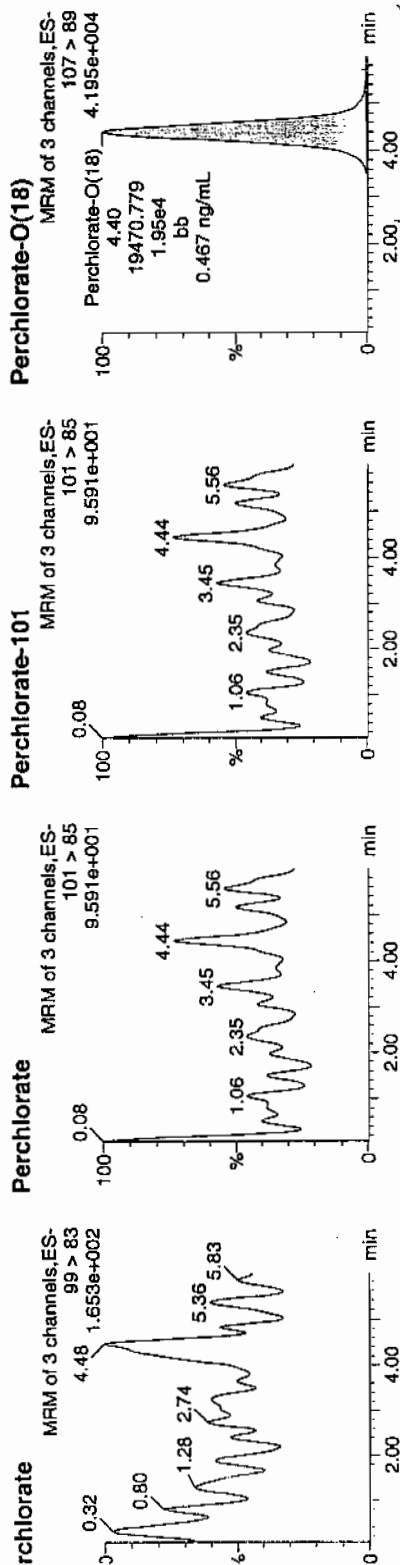 rchlorate
MRM of 3 channels,ES-
99 > 83
1.653e+002
4.48
0.32
0.80
1.28
2.74
5.36
5.83
0
%
0
2.00
4.00
min
Perchlorate
MRM of 3 channels,ES-
101 > 85
9.591e+001
0.08
100
4.44
3.45
5.56
2.35
1.06
%
0
2.00
4.00
min
Perchlorate-101
MRM of 3 channels,ES-
101 > 85
9.591e+001
0.08
100
4.44
3.45
5.56
2.35
1.06
%
0
2.00
4.00
min
Perchlorate-O(18)
MRM of 3 channels,ES-
107 > 89
4.195e+004
100
Perchlorate-O(18)
4.40
19470.779
1.95e4
bb
0.467 ng/mL
%
0
2.00
4.00
min